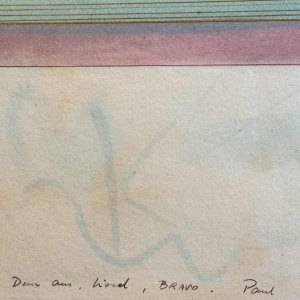 Deux ans, Lionel, BRAVO. Paul